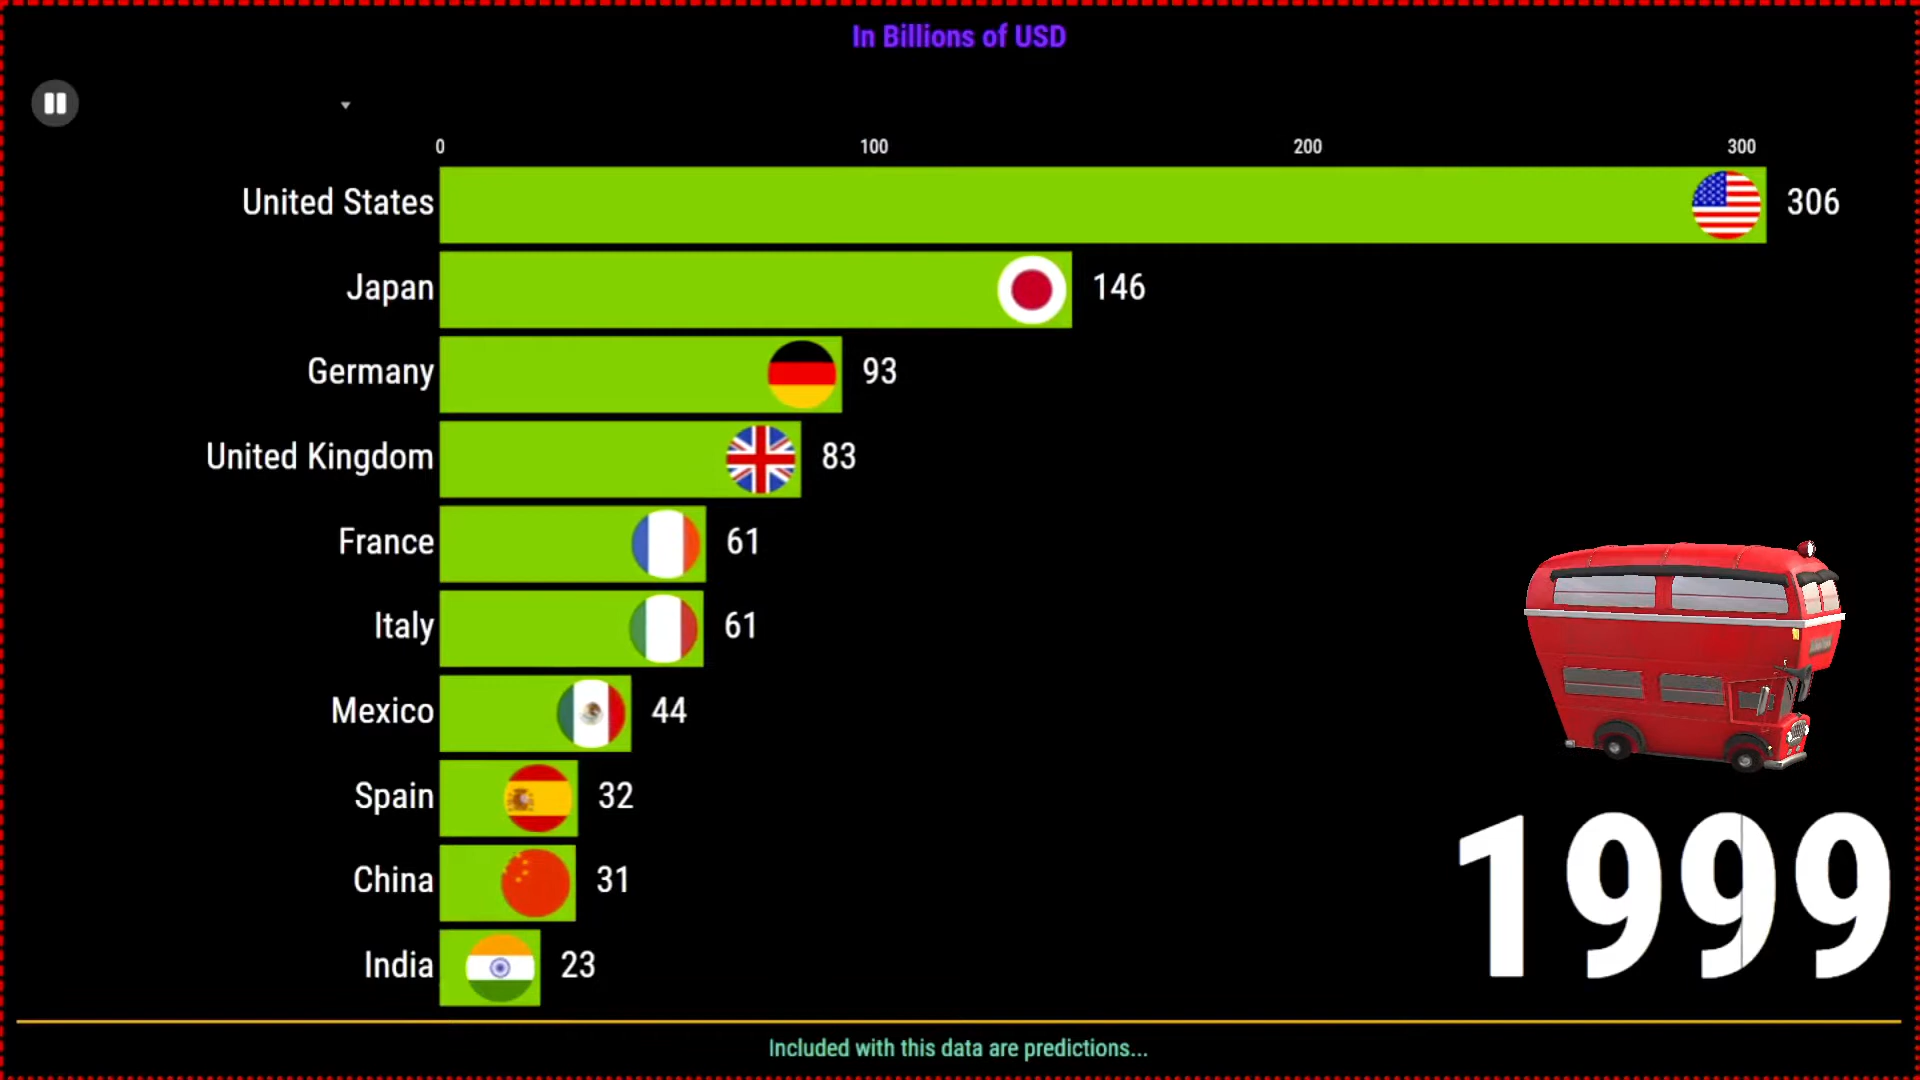 In Billions of USD
0 100 200 300
United States 306
Japan 146
Germany 93
United Kingdom 83
France 61
Italy 61
Mexico 44
Spain 32
China 31
India 23
1999
Included with this data are predictions...